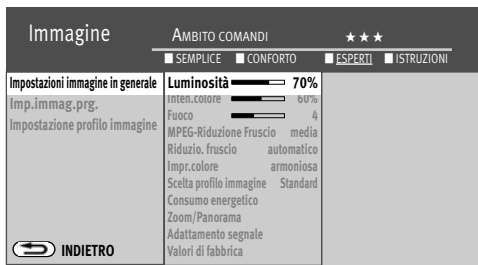 Immagine
AMBITO COMANDI ★★★
SEMPLICE CONFORTO ESPERTI ISTRUZIONI
Impostazioni immagine in generale
Imp.immag.prg.
Impostazione profilo immagine
INDIETRO
Luminosità 70%
Inten.colore 60%
Fuoco 4
MPEG-Riduzione Fruscio media
Riduzio. fruscio automatico
Impr.colore armoniosa
Scelta profilo immagine Standard
Consumo energetico
Zoom/Panorama
Adattamento segnale
Valori di fabbrica